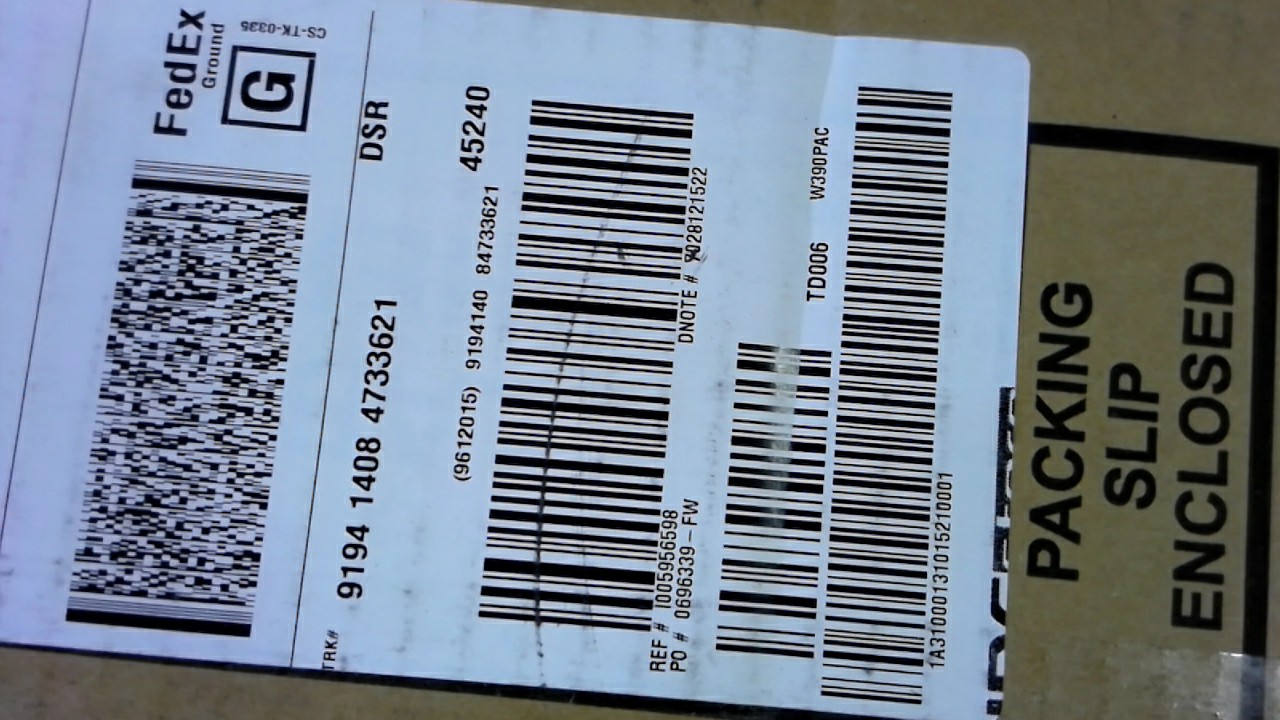 FedEx
Ground
G
CS-TK-0335
TRK#
9194 1408 4733621
DSR
45240
(9612015) 9194140 84733621
REF # 1005956598
DNOTE # 7028121522
PO # 0696339 – FW
TD006 W390PAC
1A31000131015210001
PACKING
SLIP
ENCLOSED